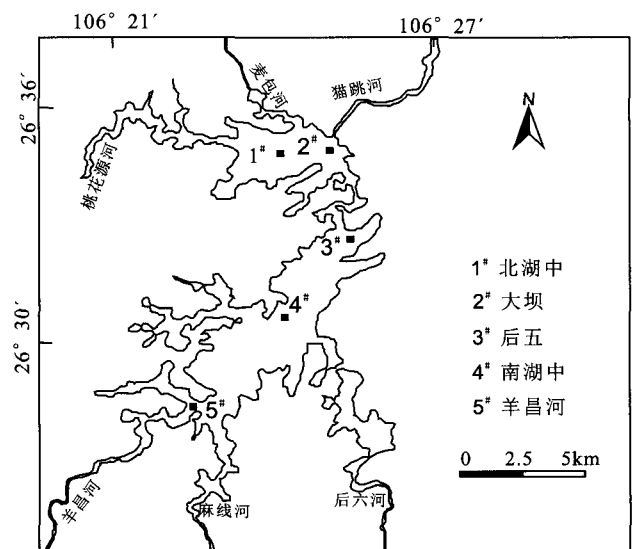 106° 21′
106° 27′
26° 36′
26° 30′
N
麦包河
猫跳河
桃花源河
1# 2#
3#
4#
5#
羊昌河
麻线河
后六河
1# 北湖中
2# 大坝
3# 后五
4# 南湖中
5# 羊昌河
0 2.5 5km